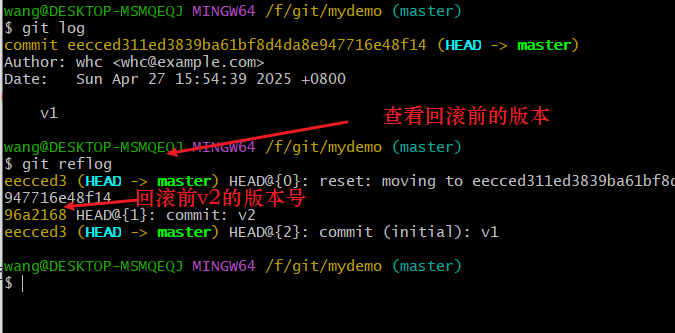 wang@DESKTOP-MSMQEQJ MINGW64 /f/git/mydemo (master)
$ git log
commit eecced311ed3839ba61bf8d4da8e947716e48f14 (HEAD -> master)
Author: whc <whc@example.com>
Date:   Sun Apr 27 15:54:39 2025 +0800
    v1
查看回滚前的版本
wang@DESKTOP-MSMQEQJ MINGW64 /f/git/mydemo (master)
$ git reflog
eecced3 (HEAD -> master) HEAD@{0}: reset: moving to eecced311ed3839ba61bf8d
947716e48f14
回滚前v2的版本号
96a2168 HEAD@{1}: commit: v2
eecced3 (HEAD -> master) HEAD@{2}: commit (initial): v1
wang@DESKTOP-MSMQEQJ MINGW64 /f/git/mydemo (master)
$